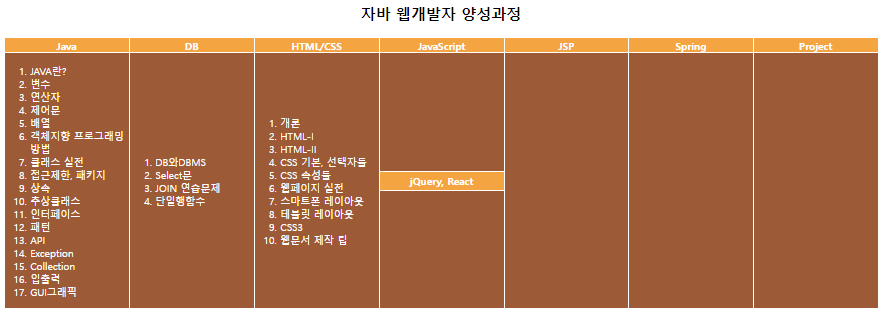 자바 웹개발자 양성과정
Java
DB
HTML/CSS
JavaScript
JSP
Spring
Project
1. JAVA란?
2. 변수
3. 연산자
4. 제어문
5. 배열
6. 객체지향 프로그래밍
방법
7. 클래스 실전
8. 접근제한, 패키지
9. 상속
10. 추상클래스
11. 인터페이스
12. 패턴
13. API
14. Exception
15. Collection
16. 입출력
17. GUI그래픽
1. DB와DBMS
2. Select문
3. JOIN 연습문제
4. 단일행함수
1. 개론
2. HTML-I
3. HTML-II
4. CSS 기본, 선택자들
5. CSS 속성들
6. 웹페이지 실전
7. 스마트폰 레이아웃
8. 테블릿 레이아웃
9. CSS3
10. 웹문서 제작 팁
jQuery, React